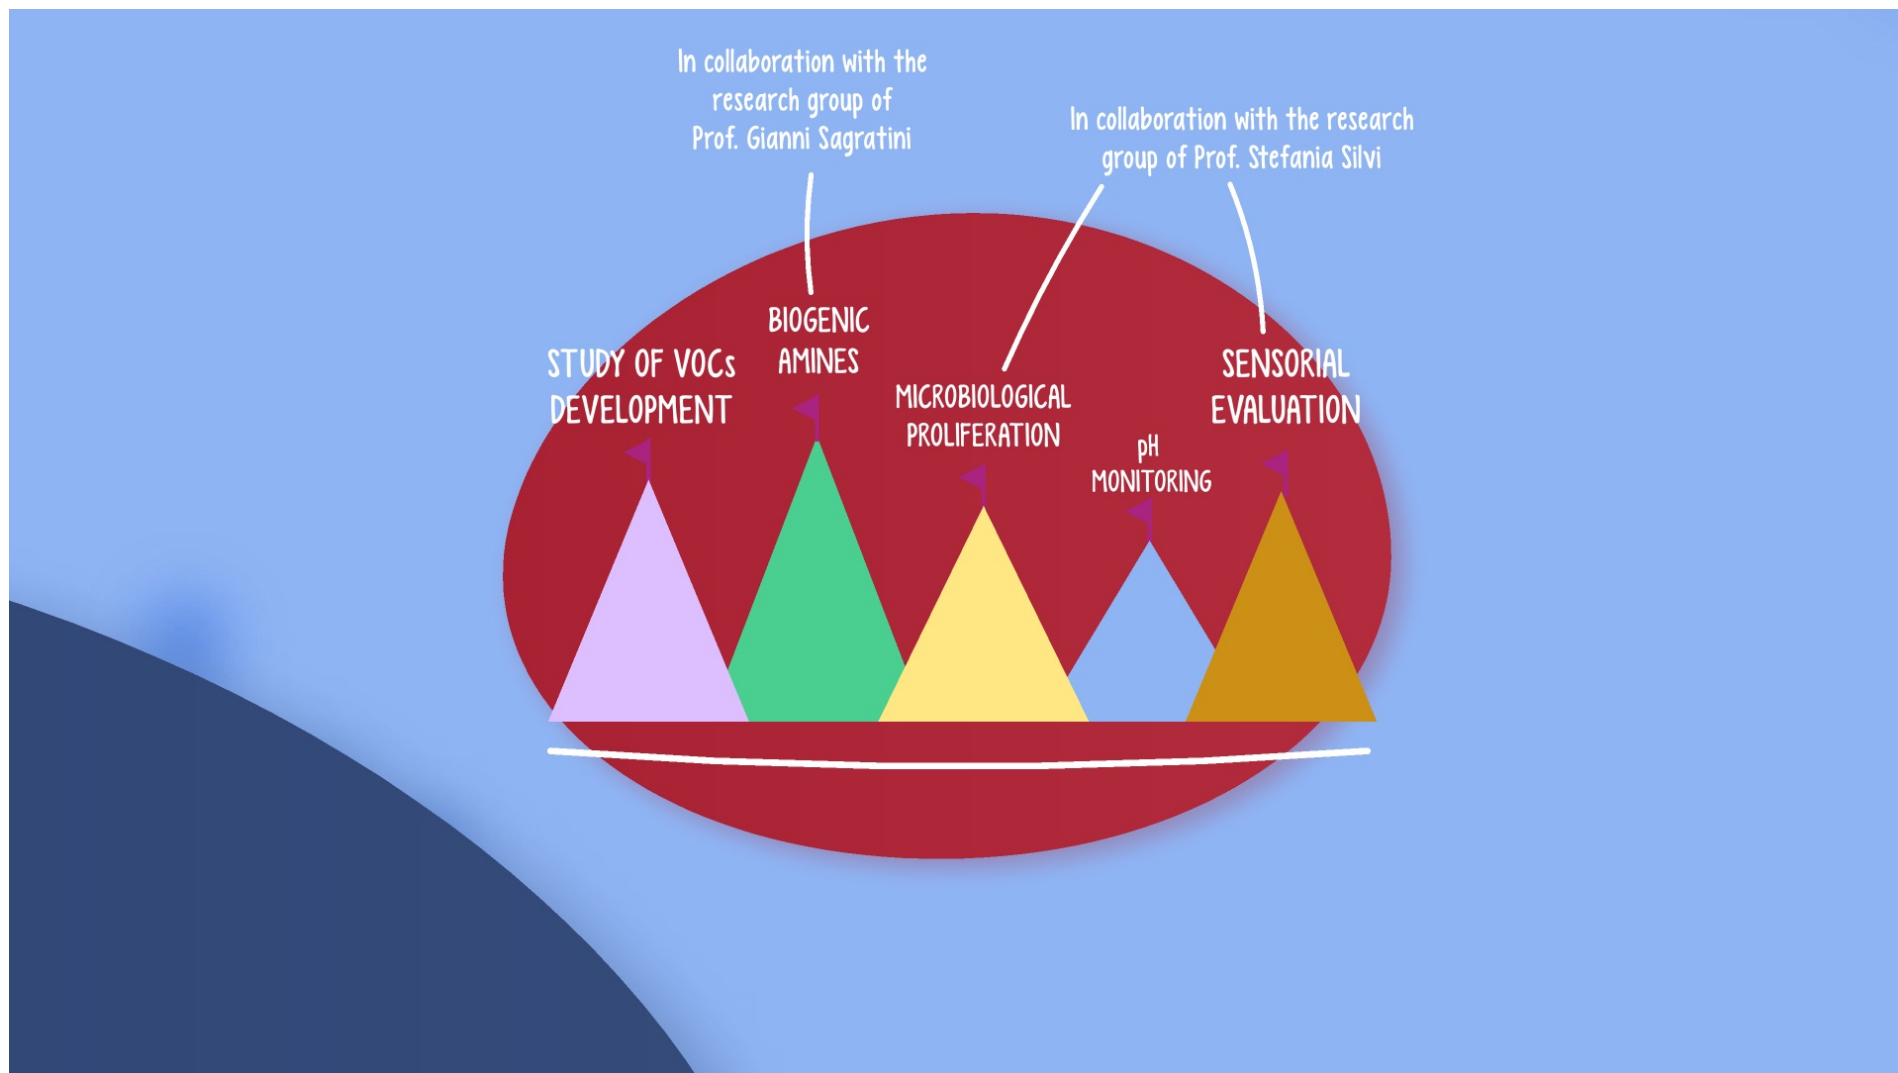 In collaboration with the
research group of
Prof. Gianni Sagratini
In collaboration with the research
group of Prof. Stefania Silvi
STUDY OF VOCs
DEVELOPMENT
BIOGENIC
AMINES
MICROBIOLOGICAL
PROLIFERATION
pH
MONITORING
SENSORIAL
EVALUATION